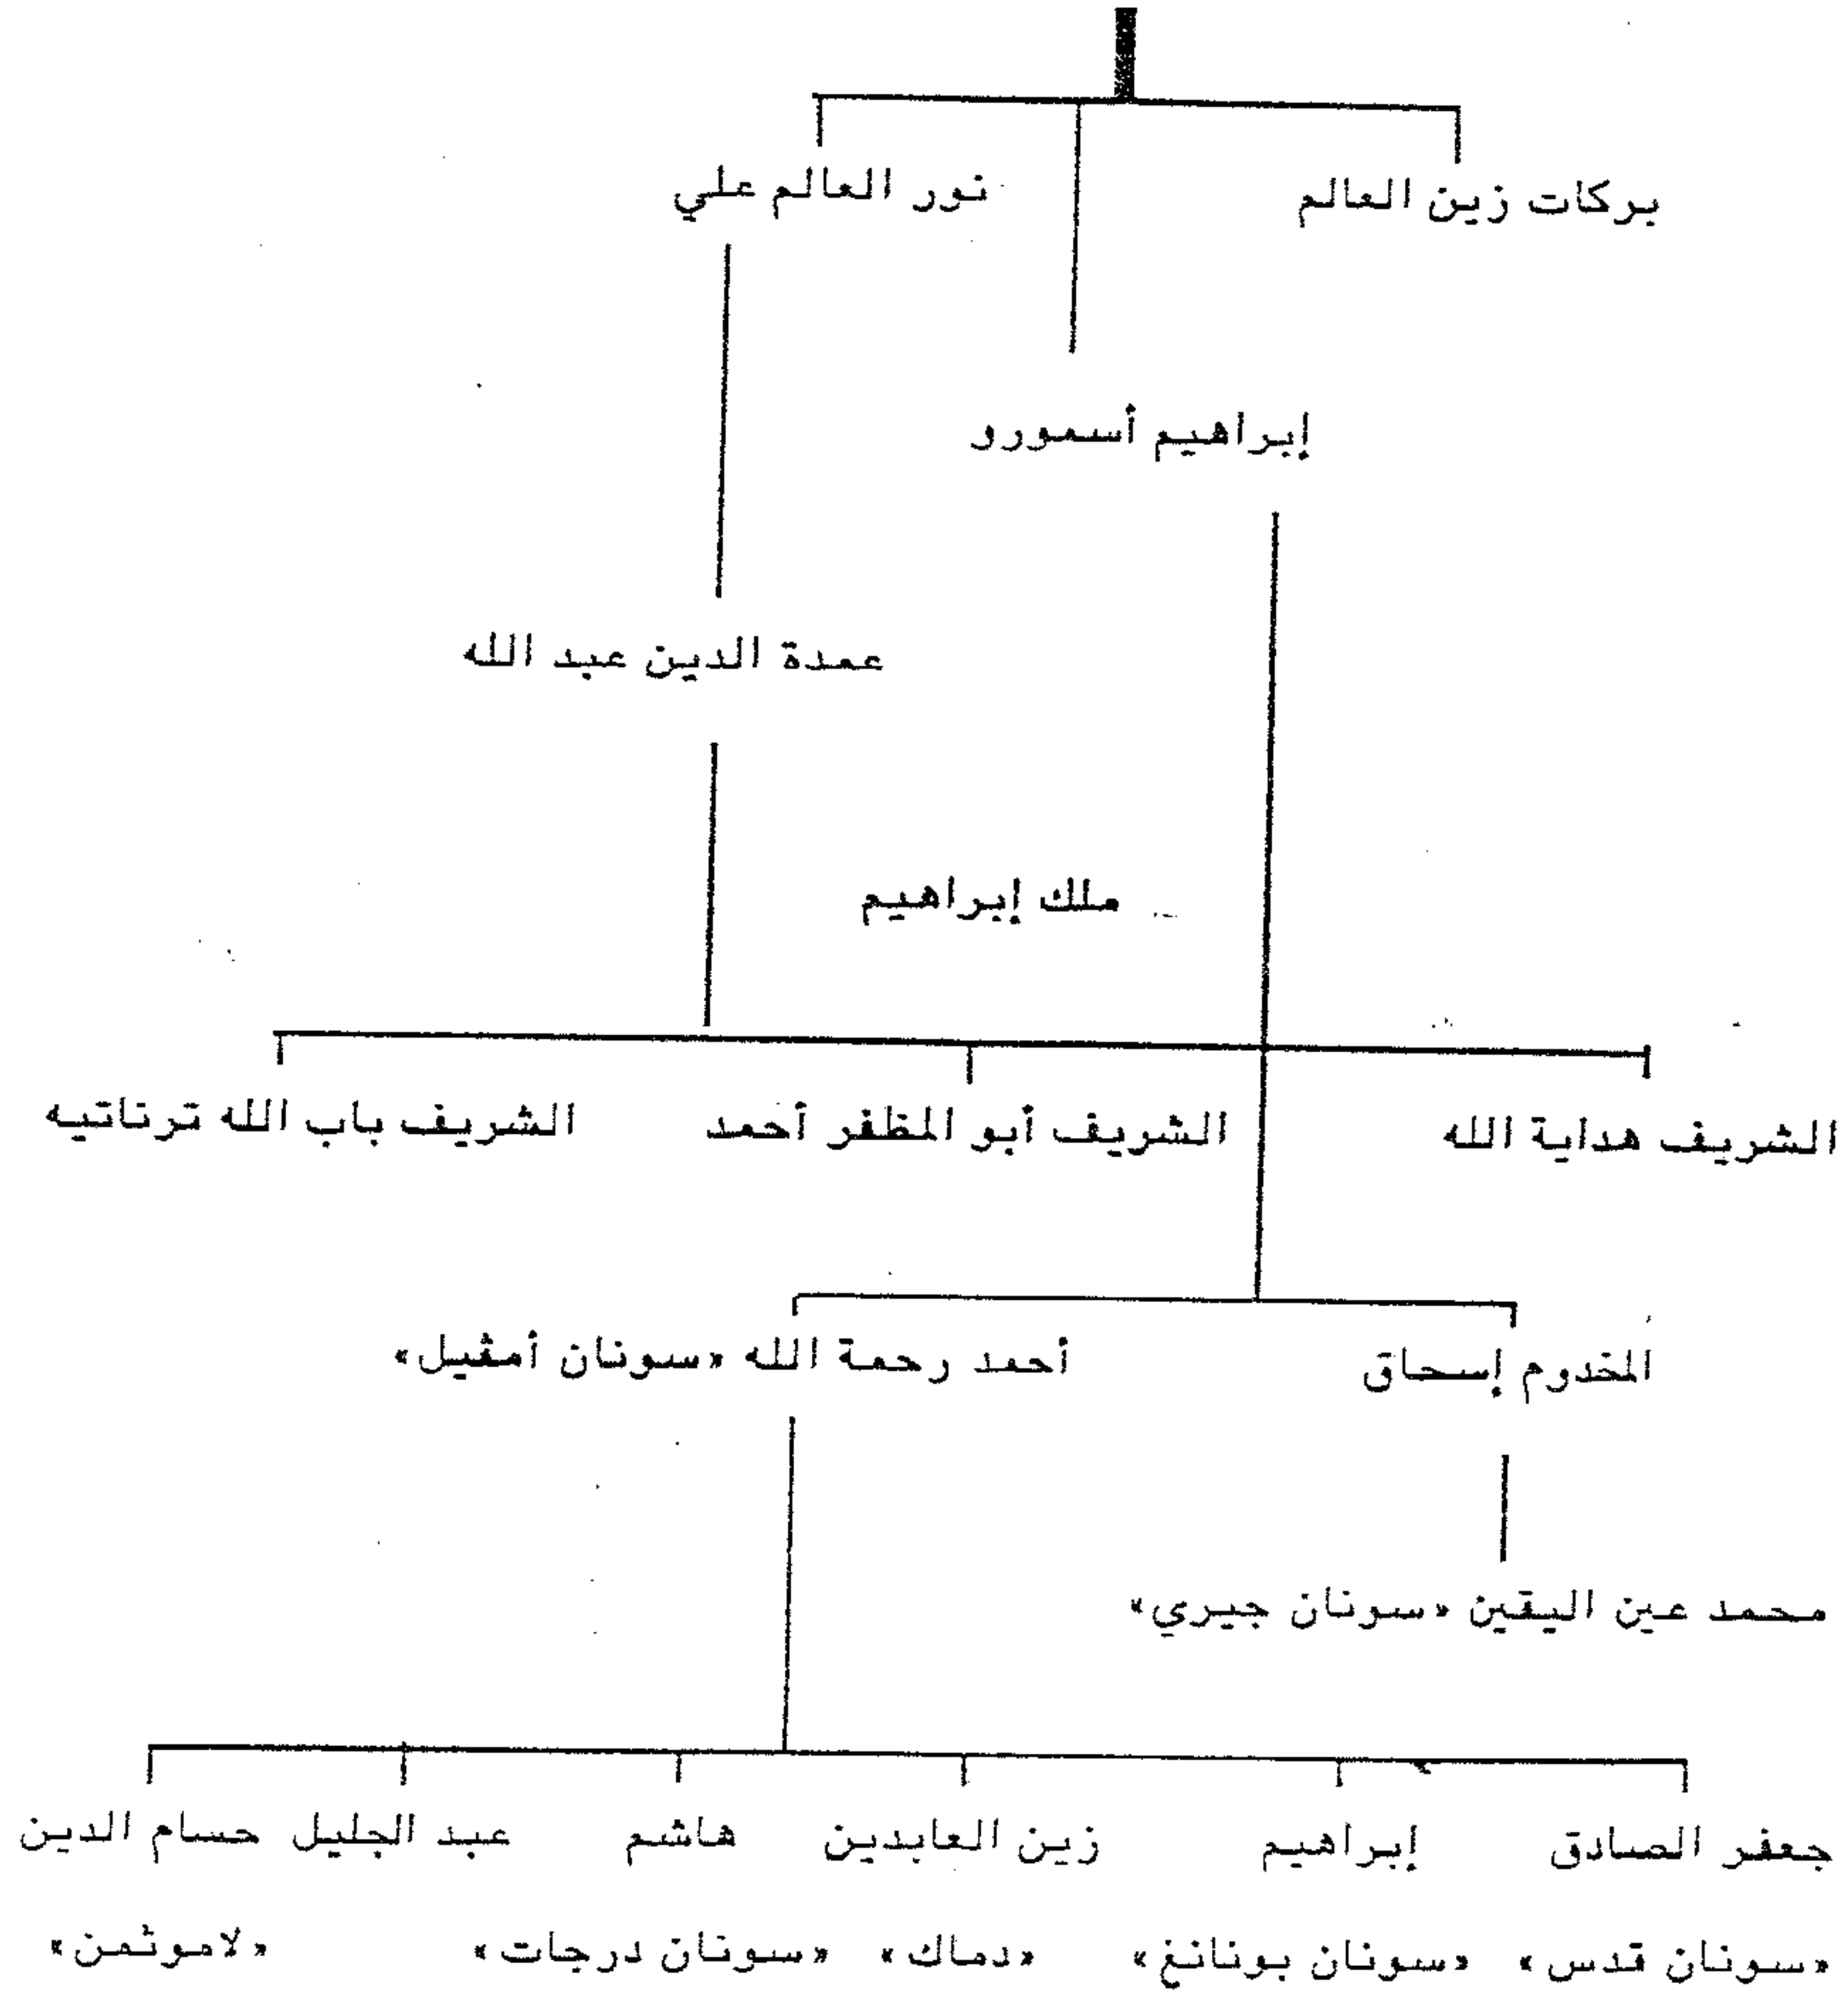 بركات زين العالم    نور العالم علي
إبراهيم أسمورو
عمدة الدين عبد الله
ملك إبراهيم
الشريف هداية الله    الشريف أبو المظفر أحمد    الشريف باب الله ترناتيه
المخدوم إسحاق    أحمد رحمة الله «سونان أمڤيل»
محمد عين اليقين «سونان جيري»
جعفر الصادق    إبراهيم    زين العابدين    هاشم    عبد الجليل    حسام الدين
«سونان قدس»    «سونان بونانغ»    «دماك»    «سونان درجات»    «لاموثمن»